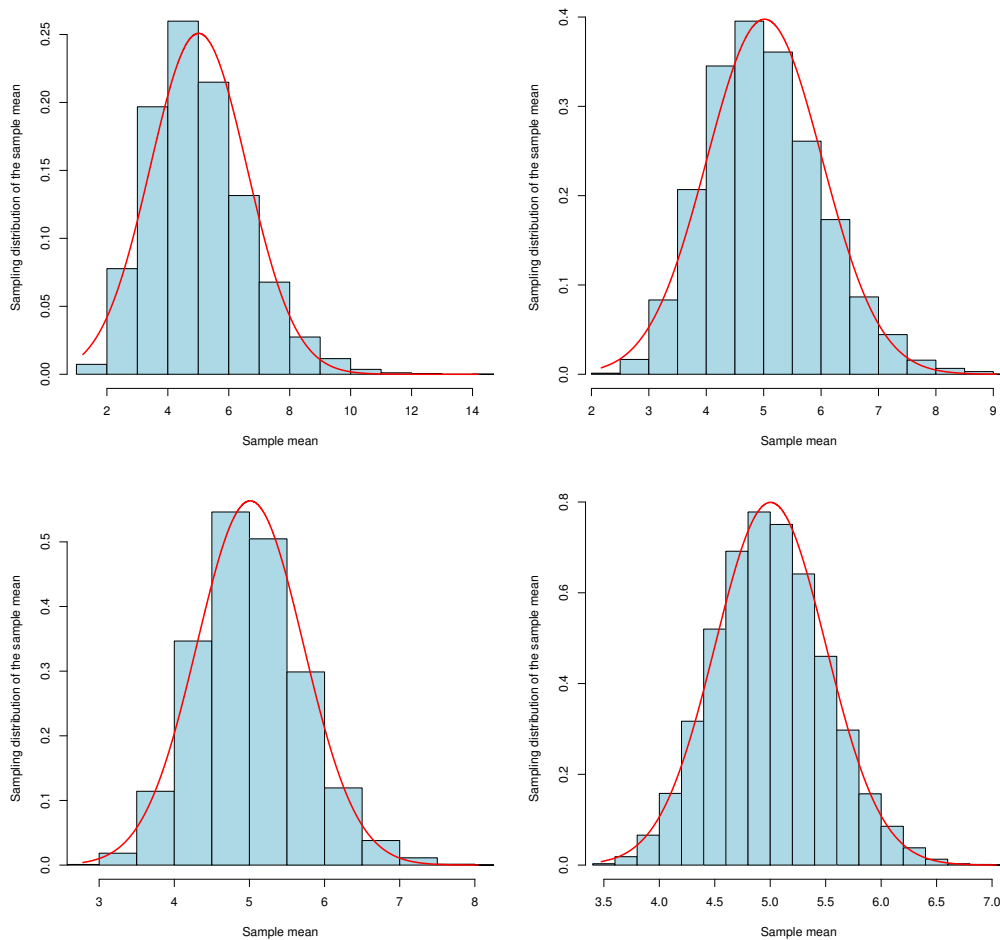 0.25
0.20
0.15
0.10
0.05
0.00
Sampling distribution of the sample mean
2 4 6 8 10 12 14
Sample mean
0.4
0.3
0.2
0.1
0.0
Sampling distribution of the sample mean
2 3 4 5 6 7 8 9
Sample mean
0.5
0.4
0.3
0.2
0.1
0.0
Sampling distribution of the sample mean
3 4 5 6 7 8
Sample mean
0.8
0.6
0.4
0.2
0.0
Sampling distribution of the sample mean
3.5 4.0 4.5 5.0 5.5 6.0 6.5 7.0
Sample mean